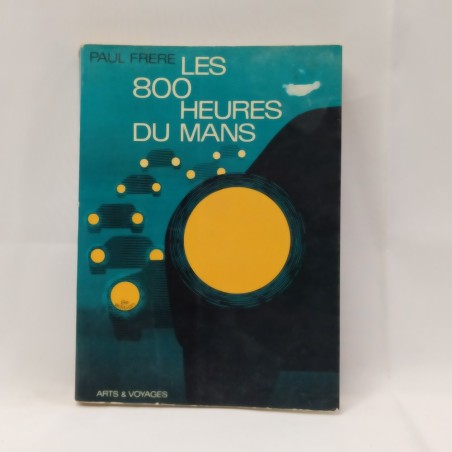 PAUL FRERE
LES
800
HEURES
DU MANS
ARTS & VOYAGES